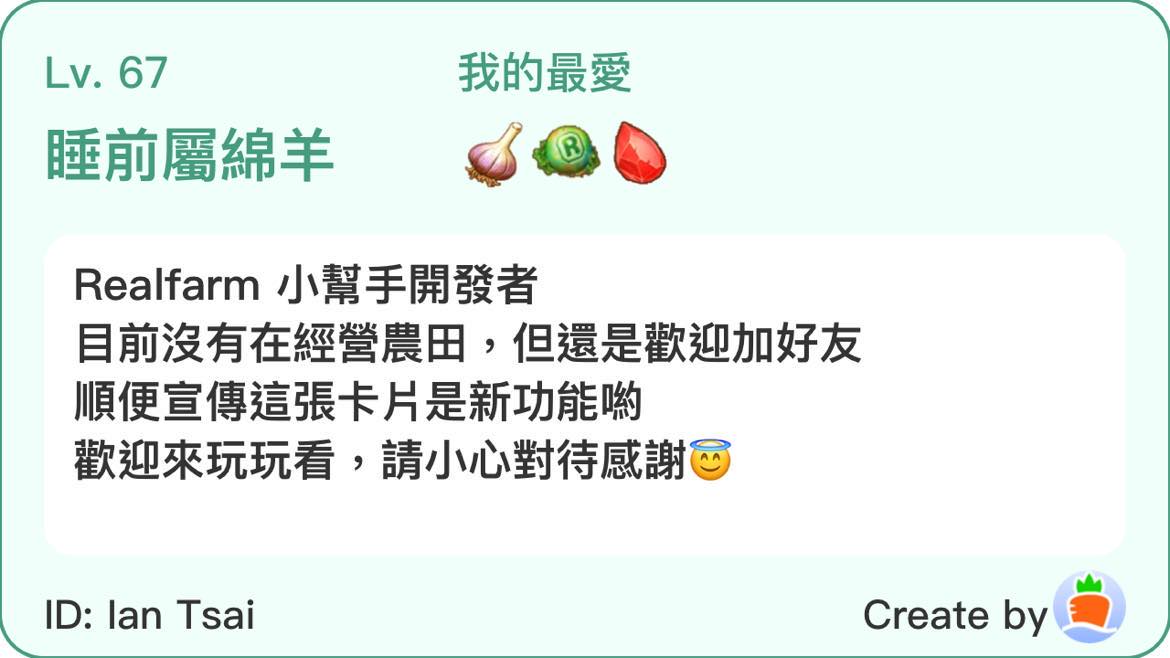 Lv. 67
我的最愛
睡前屬綿羊
R
Realfarm 小幫手開發者
目前沒有在經營農田，但還是歡迎加好友
順便宣傳這張卡片是新功能喲
歡迎來玩玩看，請小心對待感謝😇
ID: Ian Tsai
Create by